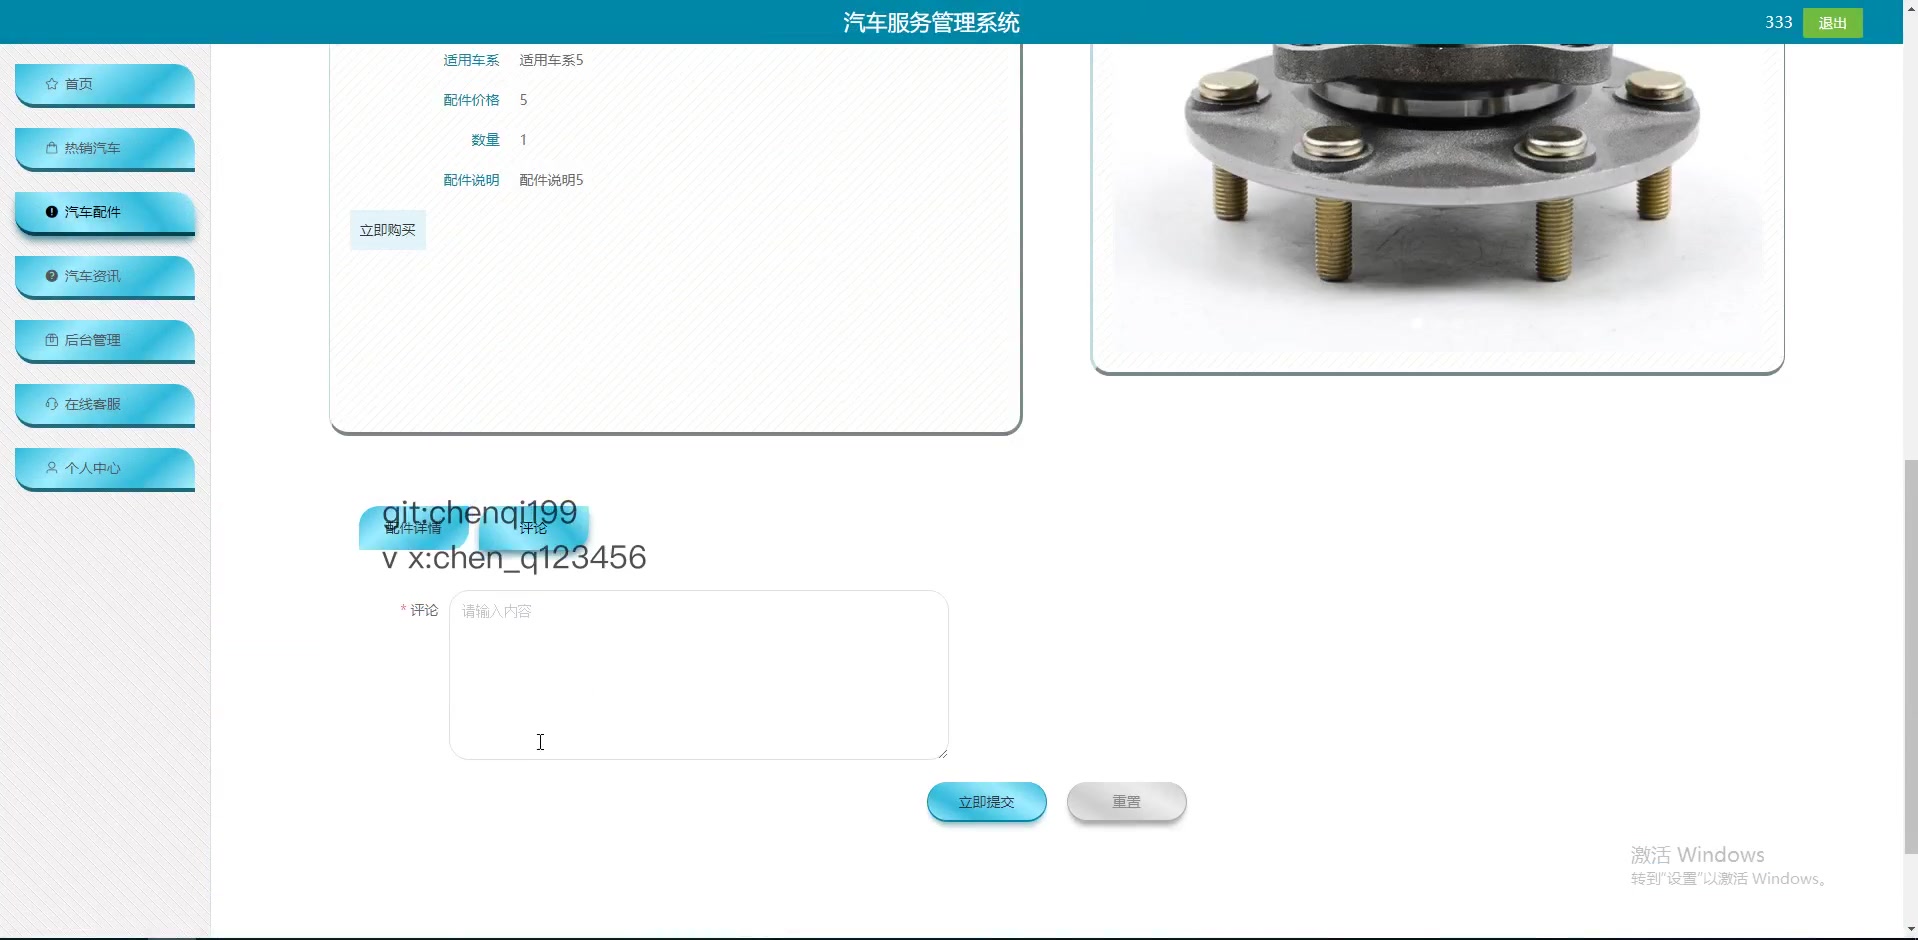 汽车服务管理系统
333
退出
首页
热销汽车
汽车配件
汽车资讯
后台管理
在线客服
个人中心
适用车系 适用车系5
配件价格 5
数量 1
配件说明 配件说明5
立即购买
git:chenqi199
配件详情 评论
v x:chen_q123456
* 评论 请输入内容
立即提交 重置
激活 Windows
转到"设置"以激活 Windows。